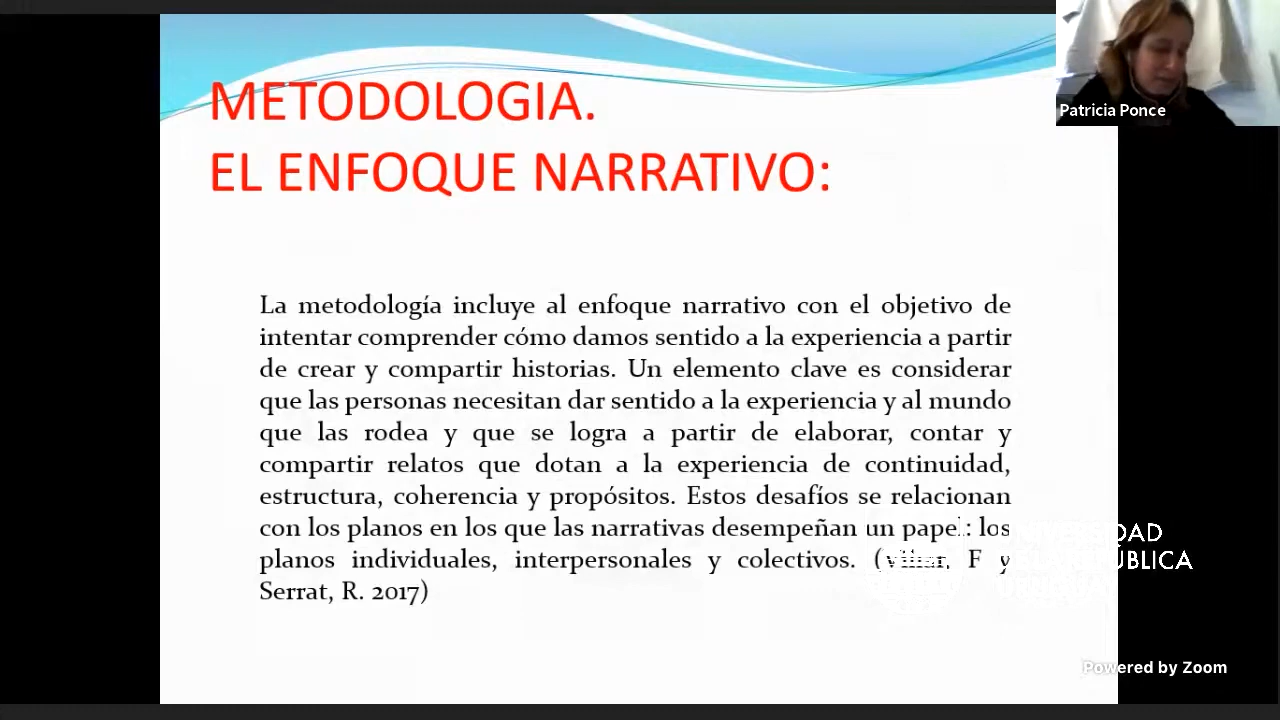 METODOLOGIA.
EL ENFOQUE NARRATIVO:
Patricia Ponce
La metodología incluye al enfoque narrativo con el objetivo de
intentar comprender cómo damos sentido a la experiencia a partir
de crear y compartir historias. Un elemento clave es considerar
que las personas necesitan dar sentido a la experiencia y al mundo
que las rodea y que se logra a partir de elaborar, contar y
compartir relatos que dotan a la experiencia de continuidad,
estructura, coherencia y propósitos. Estos desafíos se relacionan
con los planos en los que las narrativas desempeñan un papel: los
planos individuales, interpersonales y colectivos. ( F y
Serrat, R. 2017)
Powered by Zoom